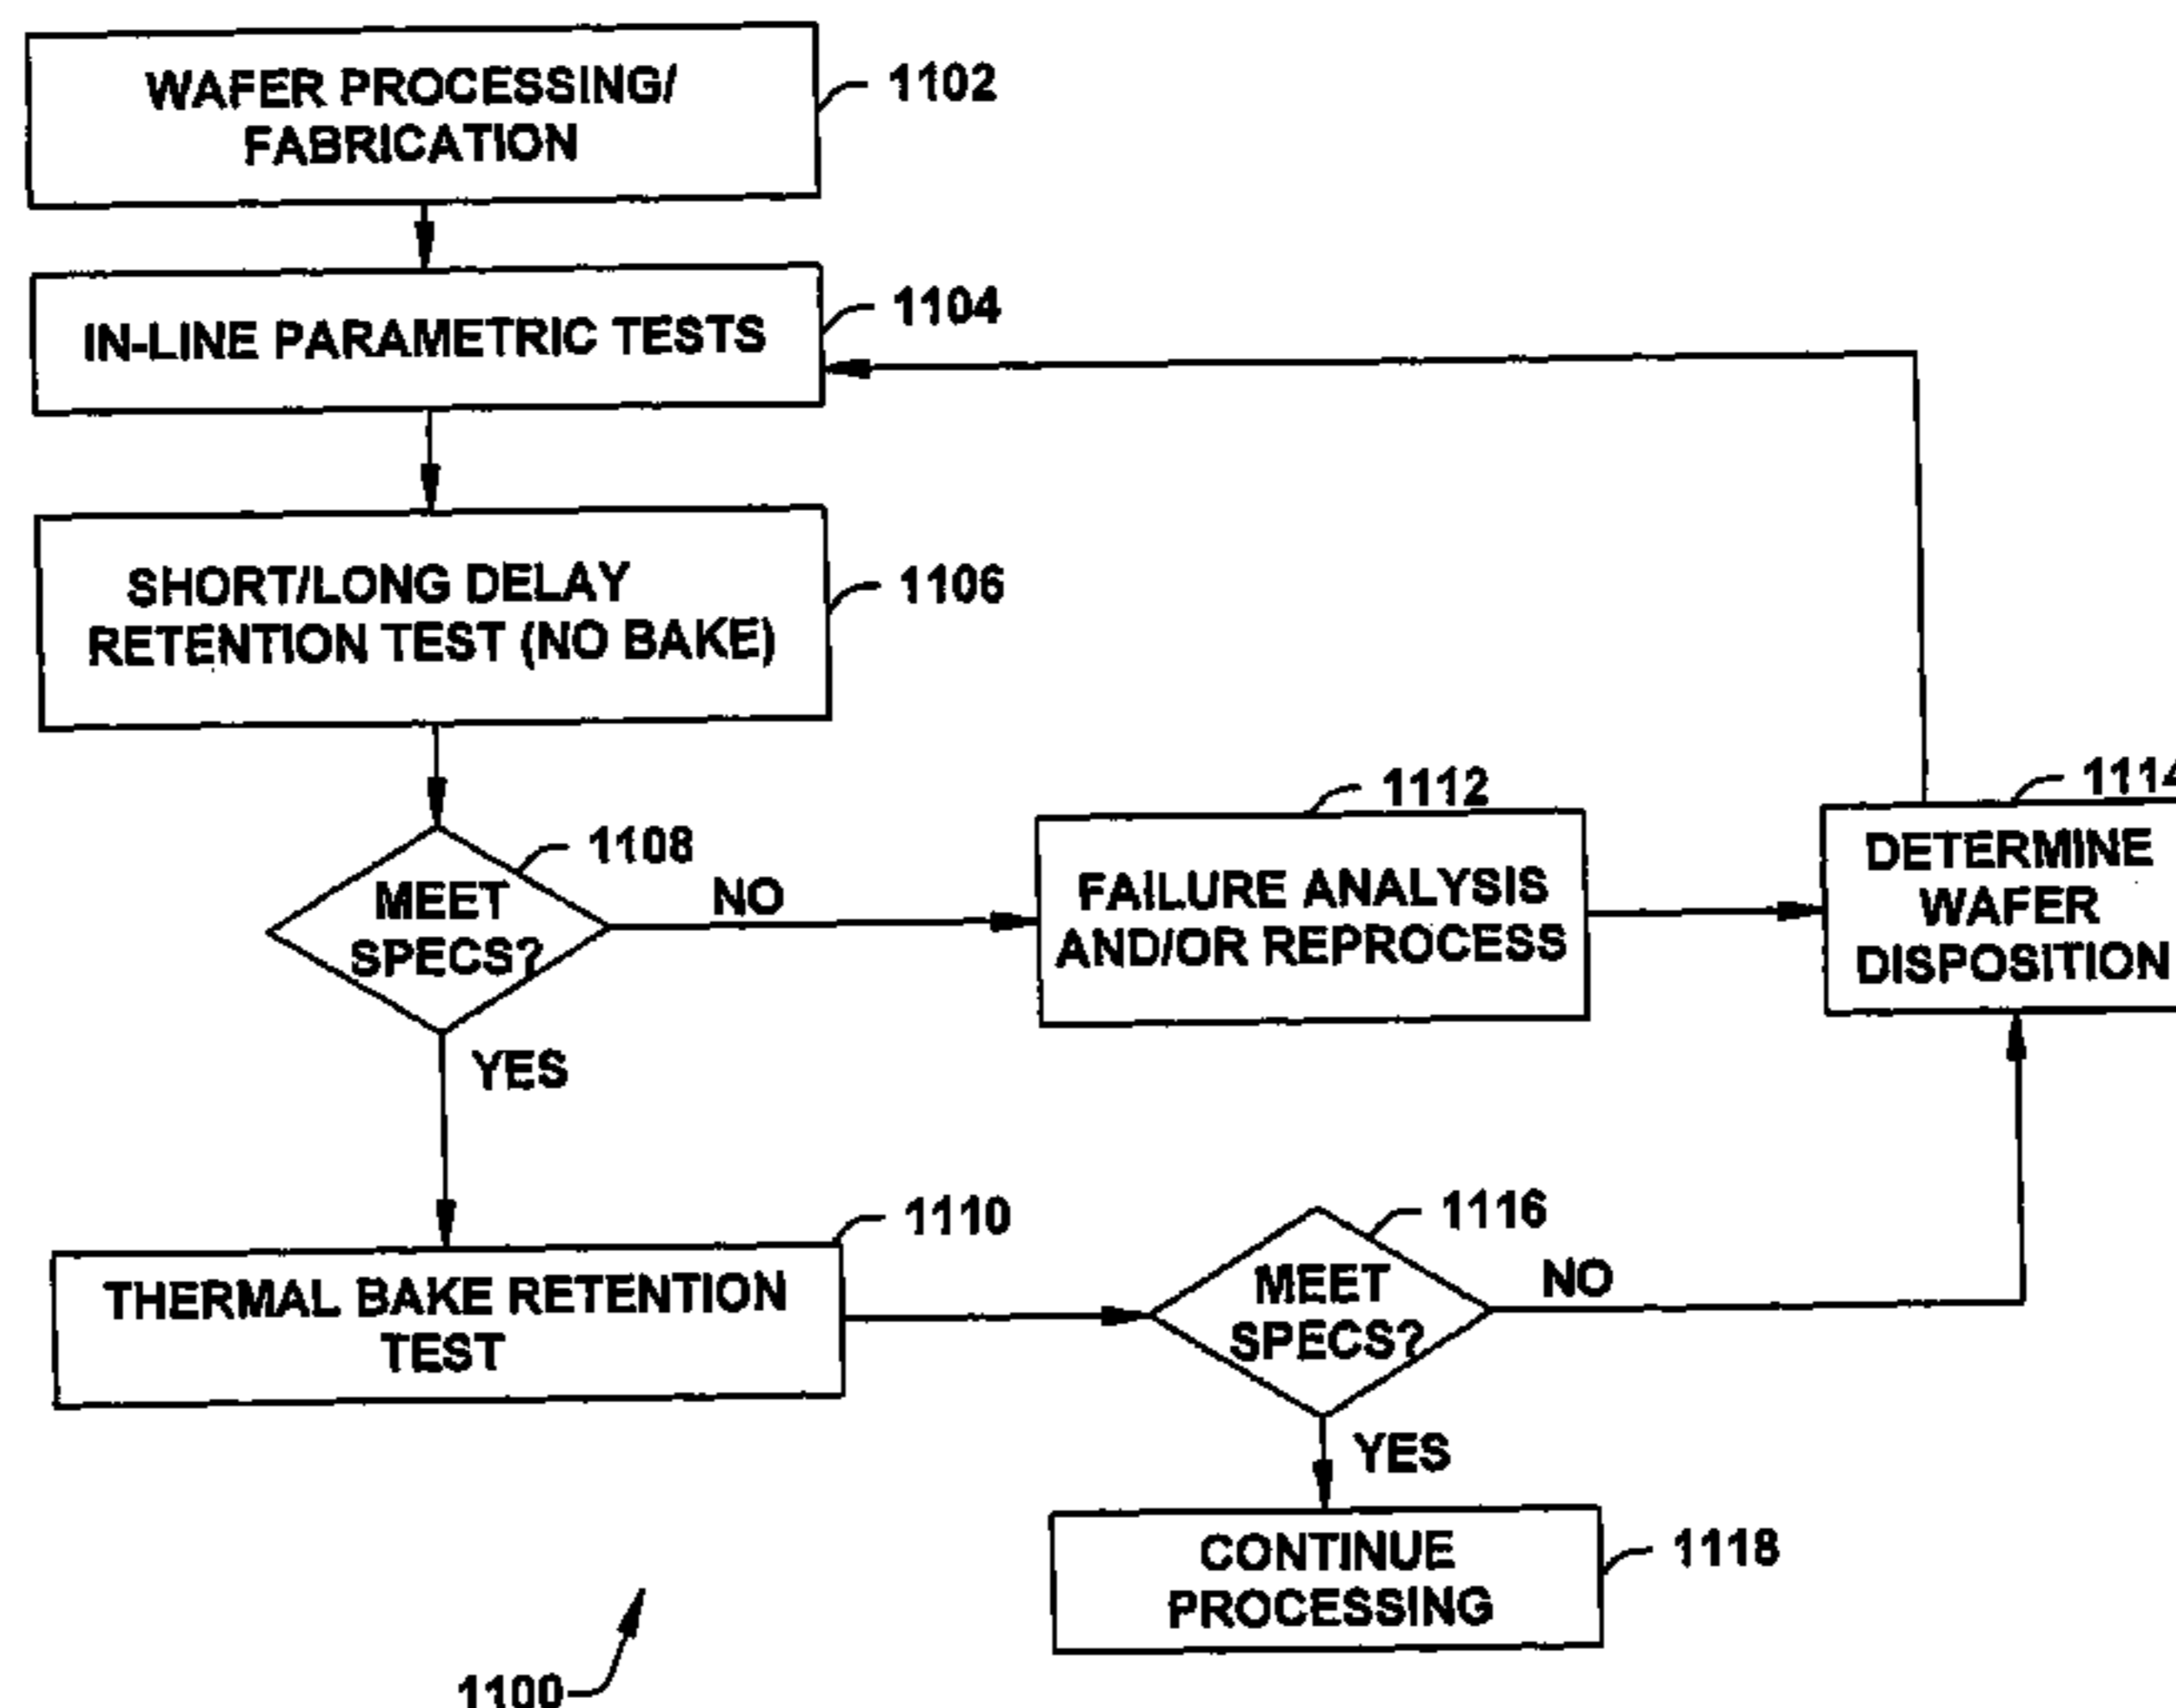 WAFER PROCESSING/
FABRICATION
1102
IN-LINE PARAMETRIC TESTS
1104
SHORT/LONG DELAY
RETENTION TEST (NO BAKE)
1106
MEET
SPECS?
1108
NO
YES
FAILURE ANALYSIS
AND/OR REPROCESS
1112
DETERMINE
WAFER
DISPOSITION
1114
THERMAL BAKE RETENTION
TEST
1110
MEET
SPECS?
1116
NO
YES
CONTINUE
PROCESSING
1118
1100